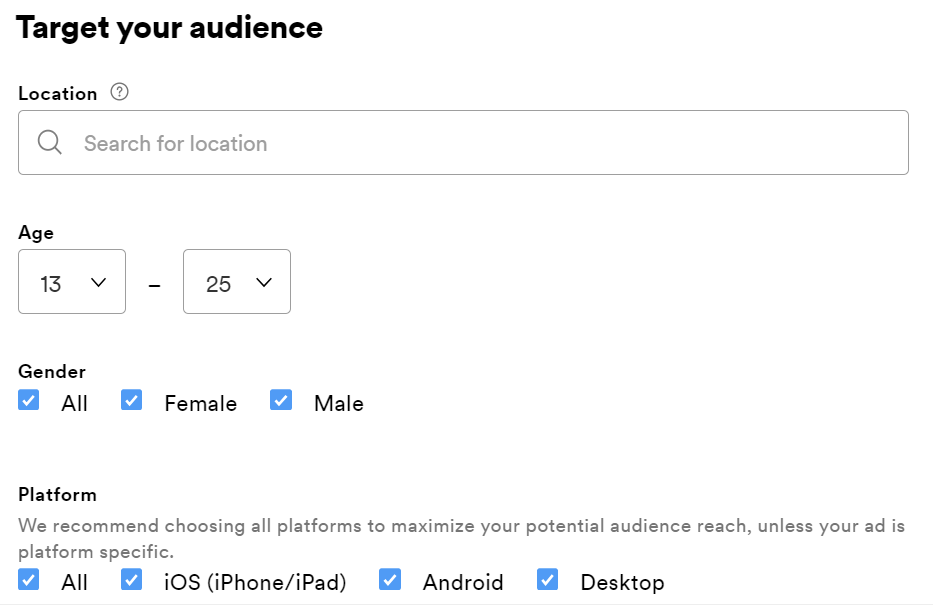 Target your audience
Location ?
Search for location
Age
13 – 25
Gender
All Female Male
Platform
We recommend choosing all platforms to maximize your potential audience reach, unless your ad is
platform specific.
All iOS (iPhone/iPad) Android Desktop